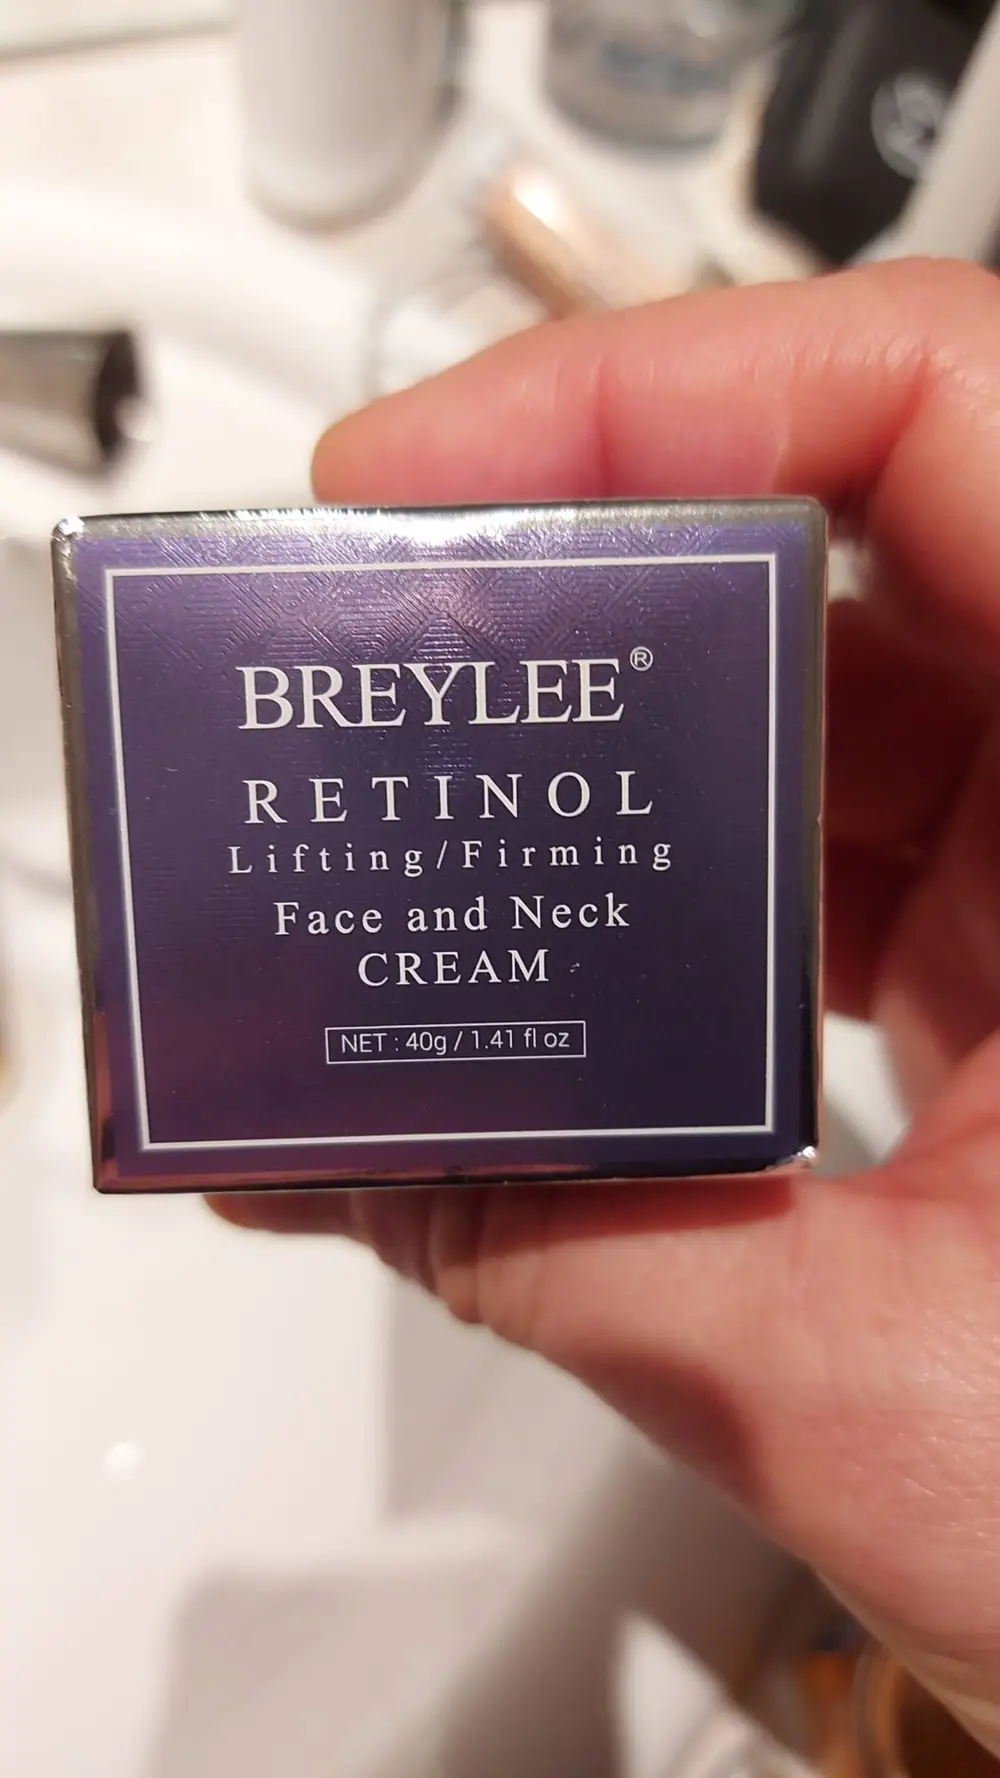 BREYLEE®
RETINOL
Lifting/Firming
Face and Neck
CREAM
NET : 40g / 1.41 fl oz